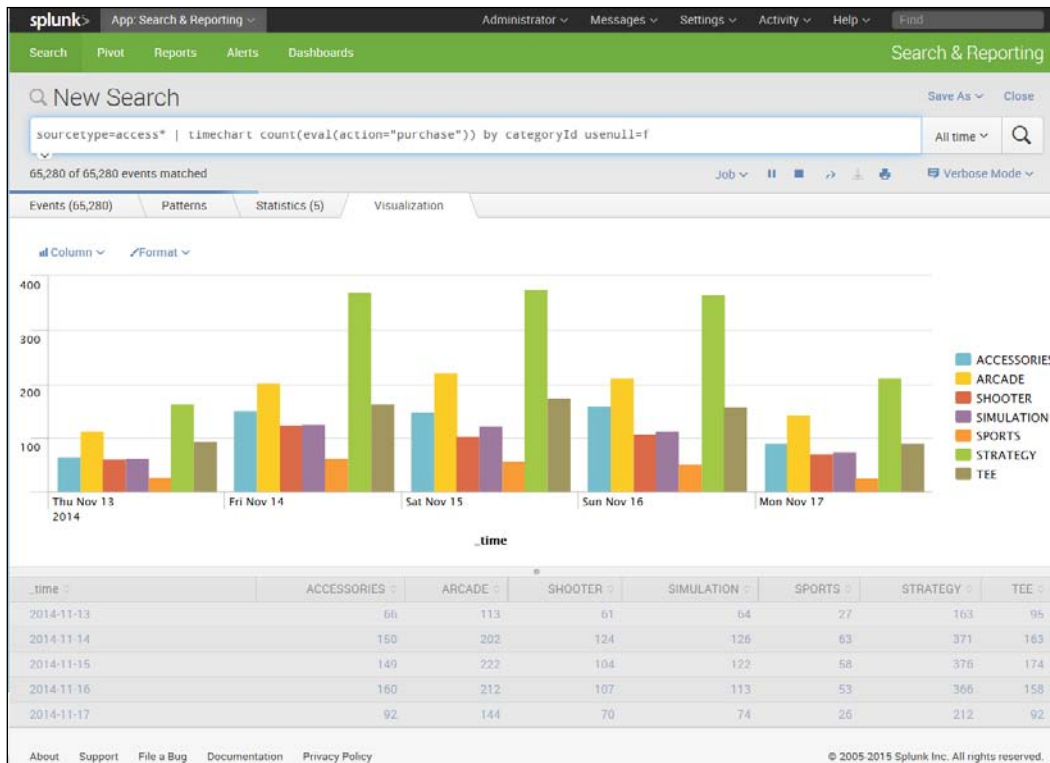 splunk> App: Search & Reporting Administrator Messages Settings Activity Help Find
Search Pivot Reports Alerts Dashboards Search & Reporting
New Search Save As Close
sourcetype=access* | timechart count(eval(action="purchase")) by categoryId usenull=f All time
65,280 of 65,280 events matched Job Verbose Mode
Events (65,280) Patterns Statistics (5) Visualization
Column Format
400
300
200
100
ACCESSORIES
ARCADE
SHOOTER
SIMULATION
SPORTS
STRATEGY
TEE
Thu Nov 13 Fri Nov 14 Sat Nov 15 Sun Nov 16 Mon Nov 17
2014
_time
_time ACCESSORIES ARCADE SHOOTER SIMULATION SPORTS STRATEGY TEE
2014-11-13 66 113 61 64 27 163 95
2014-11-14 150 202 124 126 63 371 163
2014-11-15 149 222 104 122 58 376 174
2014-11-16 160 212 107 113 53 366 158
2014-11-17 92 144 70 74 26 212 92
About Support File a Bug Documentation Privacy Policy © 2005-2015 Splunk Inc. All rights reserved.